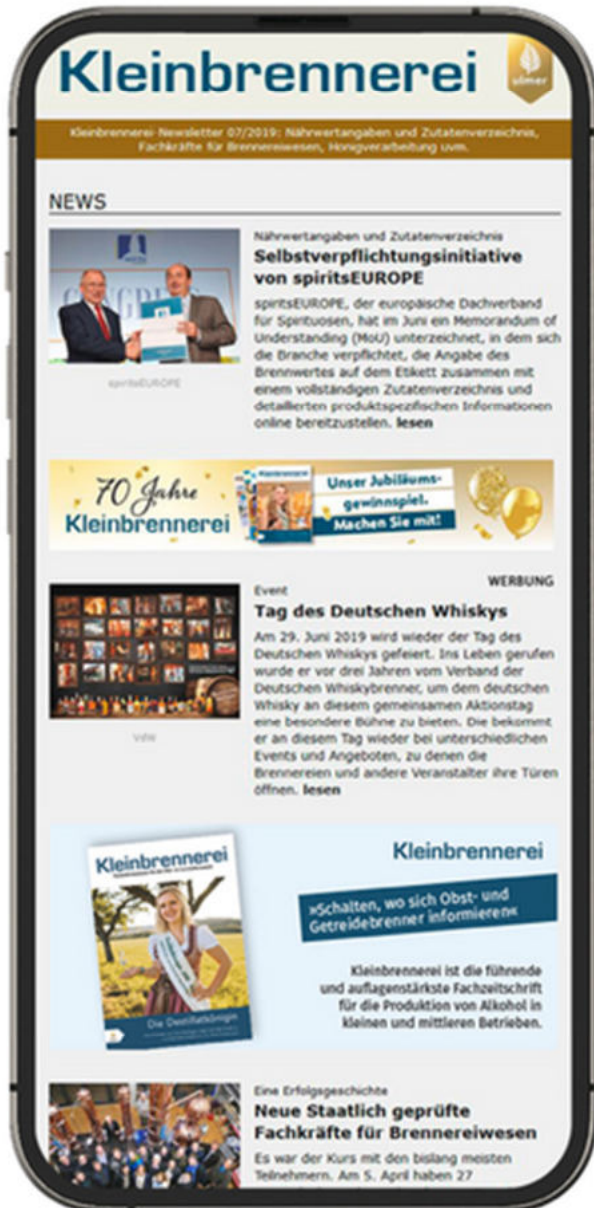 Kleinbrennerei
ulmer
Kleinbrennerei-Newsletter 07/2019: Nährwertangaben und Zutatenverzeichnis,
Fachkräfte für Brennereiwesen, Honigverarbeitung uvm.
NEWS
Nährwertangaben und Zutatenverzeichnis
Selbstverpflichtungsinitiative
von spiritsEUROPE
spiritsEUROPE, der europäische Dachverband
für Spirituosen, hat im Juni ein Memorandum of
Understanding (MoU) unterzeichnet, in dem sich
die Branche verpflichtet, die Angabe des
Brennwertes auf dem Etikett zusammen mit
einem vollständigen Zutatenverzeichnis und
detaillierten produktspezifischen Informationen
online bereitzustellen. lesen
spiritsEUROPE
70 Jahre
Kleinbrennerei
Kleinbrennerei
Unser Jubiläums-
gewinnspiel.
Machen Sie mit!
WERBUNG
Event
Tag des Deutschen Whiskys
Am 29. Juni 2019 wird wieder der Tag des
Deutschen Whiskys gefeiert. Ins Leben gerufen
wurde er vor drei Jahren vom Verband der
Deutschen Whiskybrenner, um dem deutschen
Whisky an diesem gemeinsamen Aktionstag
eine besondere Bühne zu bieten. Die bekommt
er an diesem Tag wieder bei unterschiedlichen
Events und Angeboten, zu denen die
Brennereien und andere Veranstalter ihre Türen
öffnen. lesen
VdW
Kleinbrennerei
Die Destillatkönigin
Kleinbrennerei
»Schalten, wo sich Obst- und
Getreidebrenner informieren«
Kleinbrennerei ist die führende
und auflagenstärkste Fachzeitschrift
für die Produktion von Alkohol in
kleinen und mittleren Betrieben.
Eine Erfolgsgeschichte
Neue Staatlich geprüfte
Fachkräfte für Brennereiwesen
Es war der Kurs mit den bislang meisten
Teilnehmern. Am 5. April haben 27